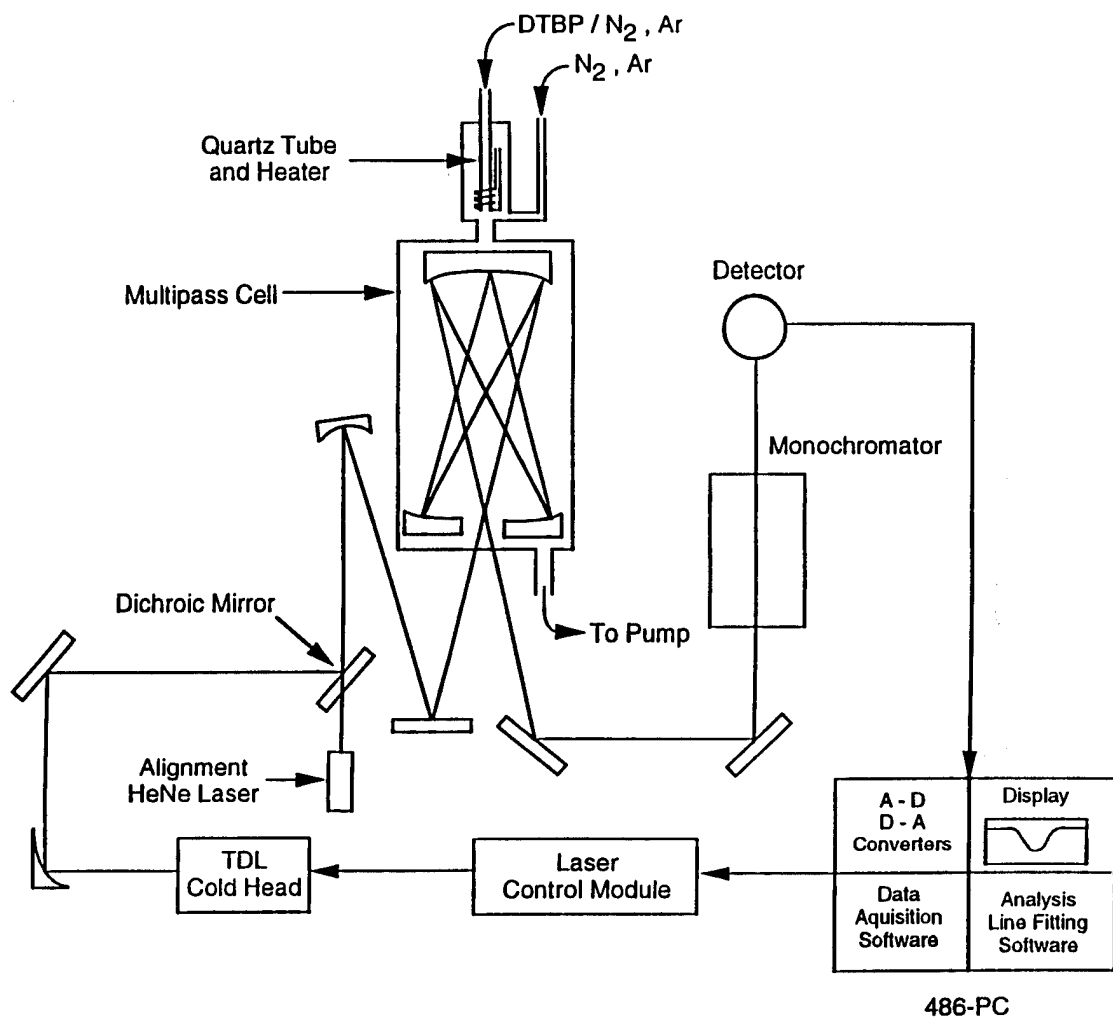 DTBP / N2 , Ar
N2 , Ar
Quartz Tube
and Heater
Multipass Cell
Detector
Monochromator
Dichroic Mirror
To Pump
Alignment
HeNe Laser
TDL
Cold Head
Laser
Control Module
A - D
D - A
Converters
Display
Data
Aquisition
Software
Analysis
Line Fitting
Software
486-PC